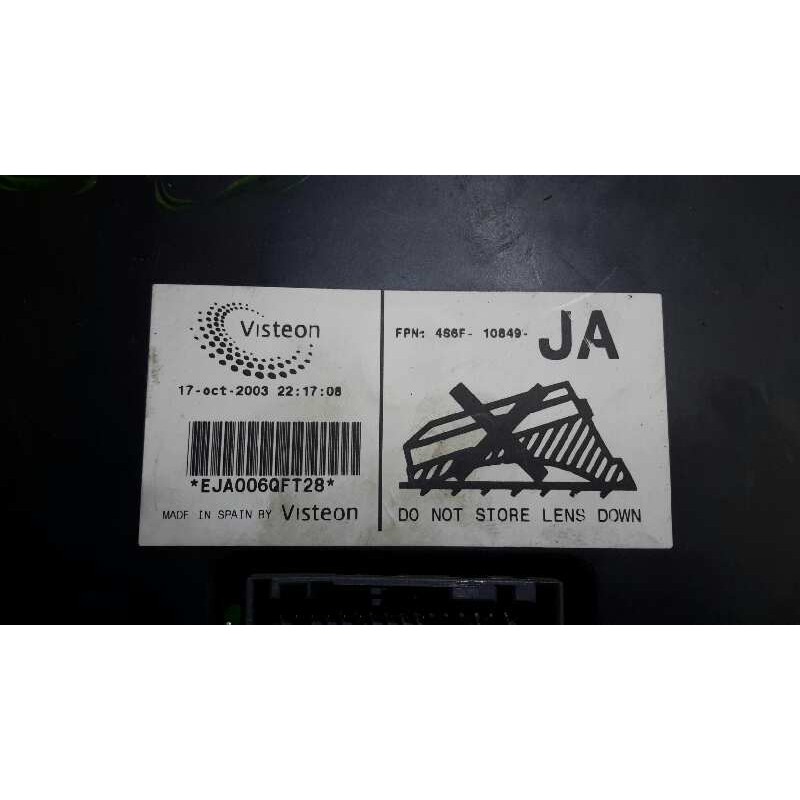 Visteon
17-oct-2003 22:17:08
*EJA006QFT28*
MADE IN SPAIN BY Visteon
FPN: 4S6F- 10849- JA
DO NOT STORE LENS DOWN